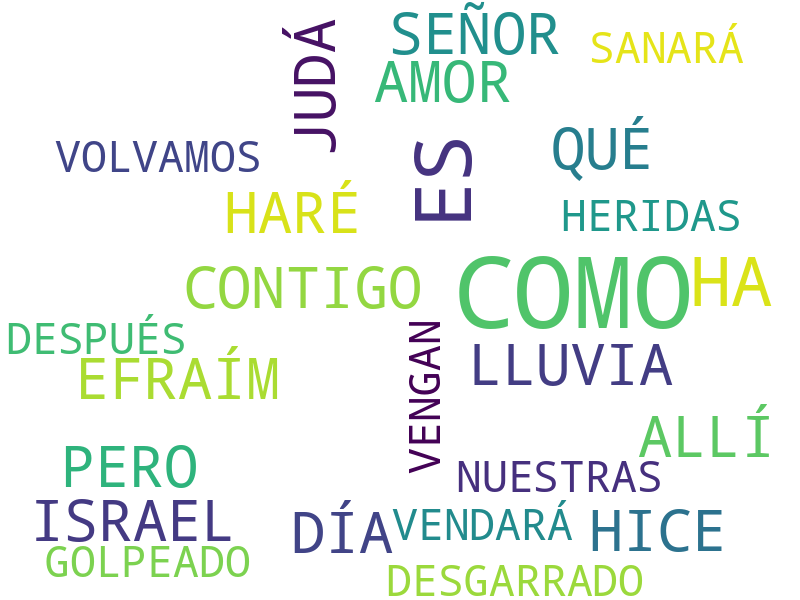 SEÑOR
JUDÁ
SANARÁ
AMOR
VOLVAMOS
ES
QUÉ
HARÉ
HERIDAS
CONTIGO
COMO
HA
DESPUÉS
EFRAÍM
VENGAN
LLUVIA
ALLÍ
PERO
NUESTRAS
ISRAEL
DÍA
VENDARÁ
HICE
GOLPEADO
DESGARRADO